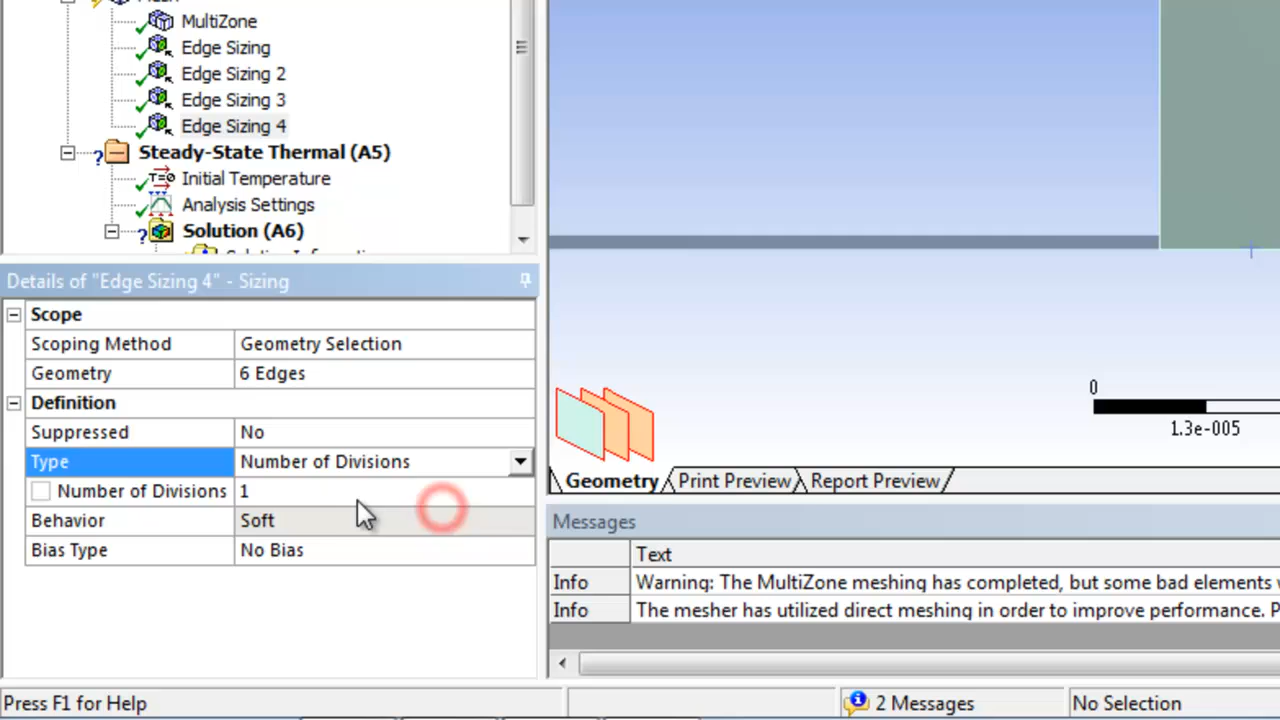 MultiZone
Edge Sizing
Edge Sizing 2
Edge Sizing 3
Edge Sizing 4
Steady-State Thermal (A5)
Initial Temperature
Analysis Settings
Solution (A6)
Details of "Edge Sizing 4" - Sizing
Scope
Scoping Method Geometry Selection
Geometry 6 Edges
Definition
Suppressed No
Type Number of Divisions
Number of Divisions 1
Behavior Soft
Bias Type No Bias
0
1.3e-005
Geometry Print Preview Report Preview
Messages
Text
Info Warning: The MultiZone meshing has completed, but some bad elements
Info The mesher has utilized direct meshing in order to improve performance. P
Press F1 for Help
2 Messages
No Selection